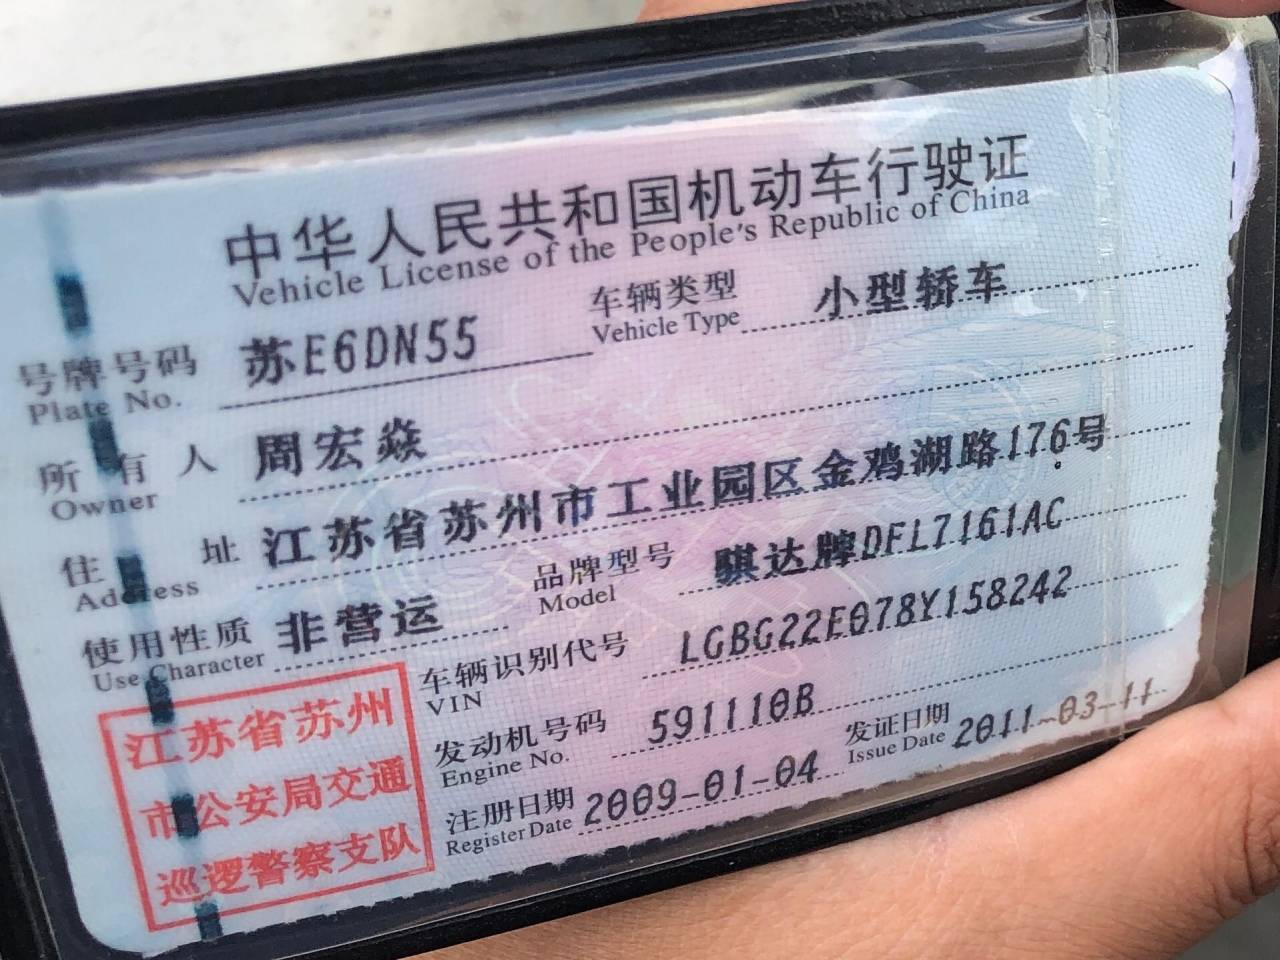 中华人民共和国机动车行驶证
Vehicle License of the People's Republic of China
号牌号码 苏E6DN55 车辆类型 小型轿车
Plate No. Vehicle Type
所有人 周宏焱
Owner
住址 江苏省苏州市工业园区金鸡湖路176号
Address
使用性质 非营运 品牌型号 骐达牌DFL7161AC
Use Character Model
车辆识别代号 LGBG22E078Y158242
VIN
发动机号码 591110B
Engine No.
注册日期 2009-01-04 发证日期 2011-03-11
Register Date Issue Date
江苏省苏州
市公安局交通
巡逻警察支队